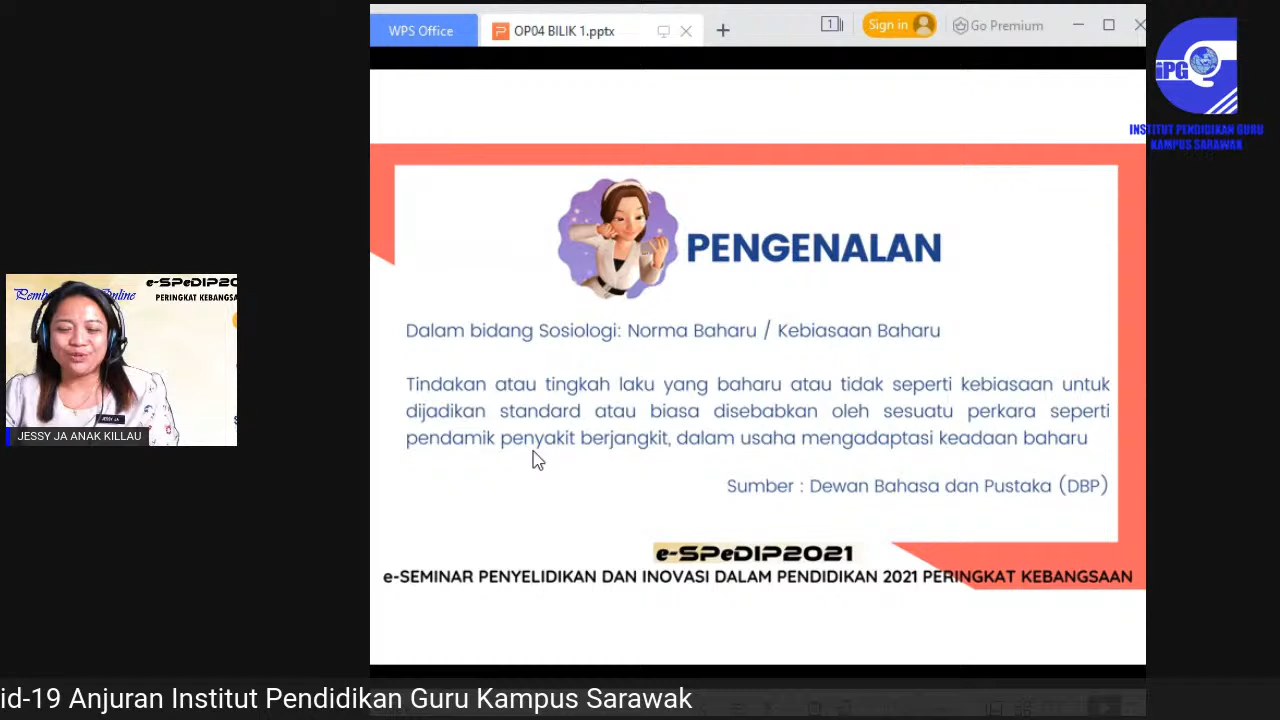 WPS Office
OP04 BILIK 1.pptx
1
Sign in
Go Premium
iPG
INSTITUT PENDIDIKAN GURU
KAMPUS SARAWAK
PENGENALAN
Dalam bidang Sosiologi: Norma Baharu / Kebiasaan Baharu
Tindakan atau tingkah laku yang baharu atau tidak seperti kebiasaan untuk
dijadikan standard atau biasa disebabkan oleh sesuatu perkara seperti
pendamik penyakit berjangkit, dalam usaha mengadaptasi keadaan baharu
Sumber : Dewan Bahasa dan Pustaka (DBP)
e-SPeDIP2021
e-SEMINAR PENYELIDIKAN DAN INOVASI DALAM PENDIDIKAN 2021 PERINGKAT KEBANGSAAN
e-SPeDIP20
PERINGKAT KEBANGSA
JESSY JA
JESSY JA ANAK KILLAU
id-19 Anjuran Institut Pendidikan Guru Kampus Sarawak